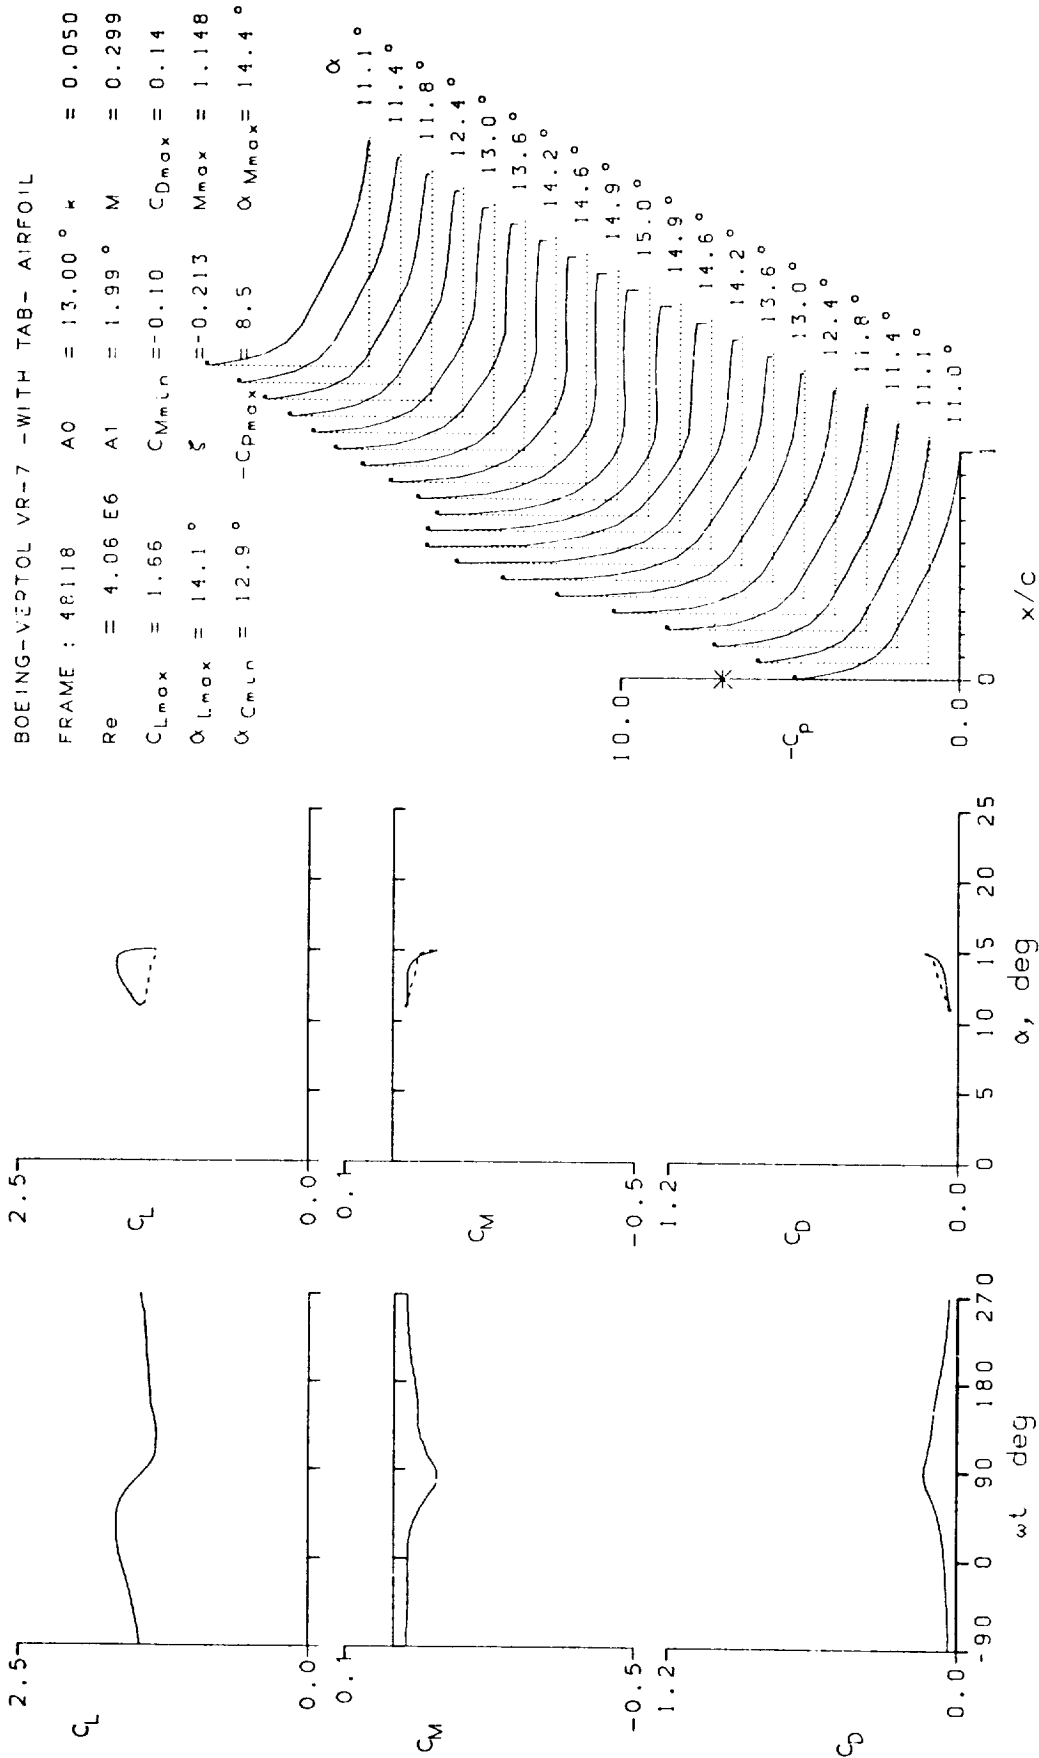 BOEING-VERTOL VR-7 -WITH TAB- AIRFOIL
FRAME : 48118 A0 = 13.00° κ = 0.050
Re = 4.06 E6 A1 = 1.99° M = 0.299
CLmax = 1.66 CMmin =-0.10 CDmax = 0.14
αLmax = 14.1° ζ =-0.213 Mmax = 1.148
αCmin = 12.9° -CPmax = 8.5 αMmax= 14.4°
2.5
CL
0.0
0.1
CM
-0.5
1.2
CD
0.0
-90 0 90 180 270
ωt deg
2.5
CL
0.0
0.1
CM
-0.5
1.2
CD
0.0
0 5 10 15 20 25
α, deg
α
11.1°
11.4°
11.8°
12.4°
13.0°
13.6°
14.2°
14.6°
14.9°
15.0°
14.9°
14.6°
14.2°
13.6°
13.0°
12.4°
11.8°
11.4°
11.1°
11.0°
10.0
-Cp
0.0
0 1
x/c